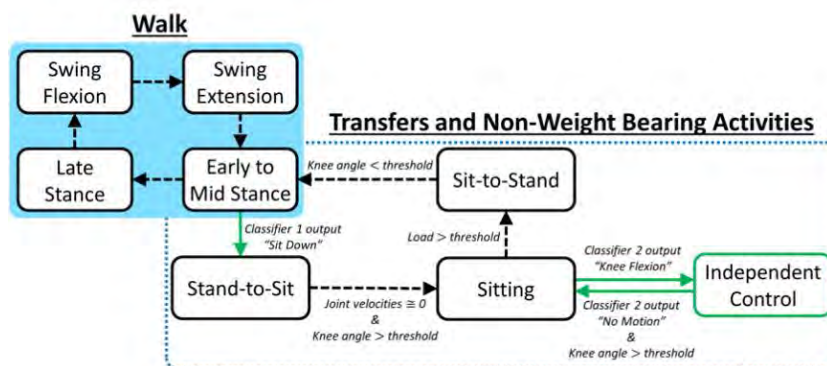 Walk
Swing
Flexion
Swing
Extension
Late
Stance
Early to
Mid Stance
Transfers and Non-Weight Bearing Activities
Knee angle < threshold
Sit-to-Stand
Classifier 1 output
"Sit Down"
Load > threshold
Stand-to-Sit
Joint velocities ≅ 0
&
Knee angle > threshold
Sitting
Classifier 2 output
"Knee Flexion"
Classifier 2 output
"No Motion"
&
Knee angle > threshold
Independent
Control